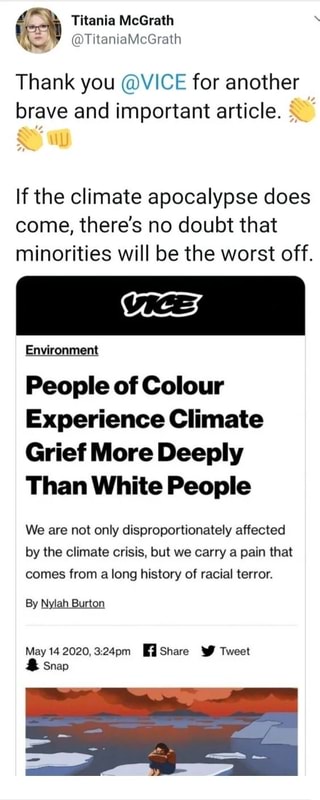 Titania McGrath
@TitaniaMcGrath
Thank you @VICE for another
brave and important article. 👏
👏👊
If the climate apocalypse does
come, there's no doubt that
minorities will be the worst off.
VICE
Environment
People of Colour
Experience Climate
Grief More Deeply
Than White People
We are not only disproportionately affected
by the climate crisis, but we carry a pain that
comes from a long history of racial terror.
By Nylah Burton
May 14 2020, 3:24pm Share Tweet
Snap